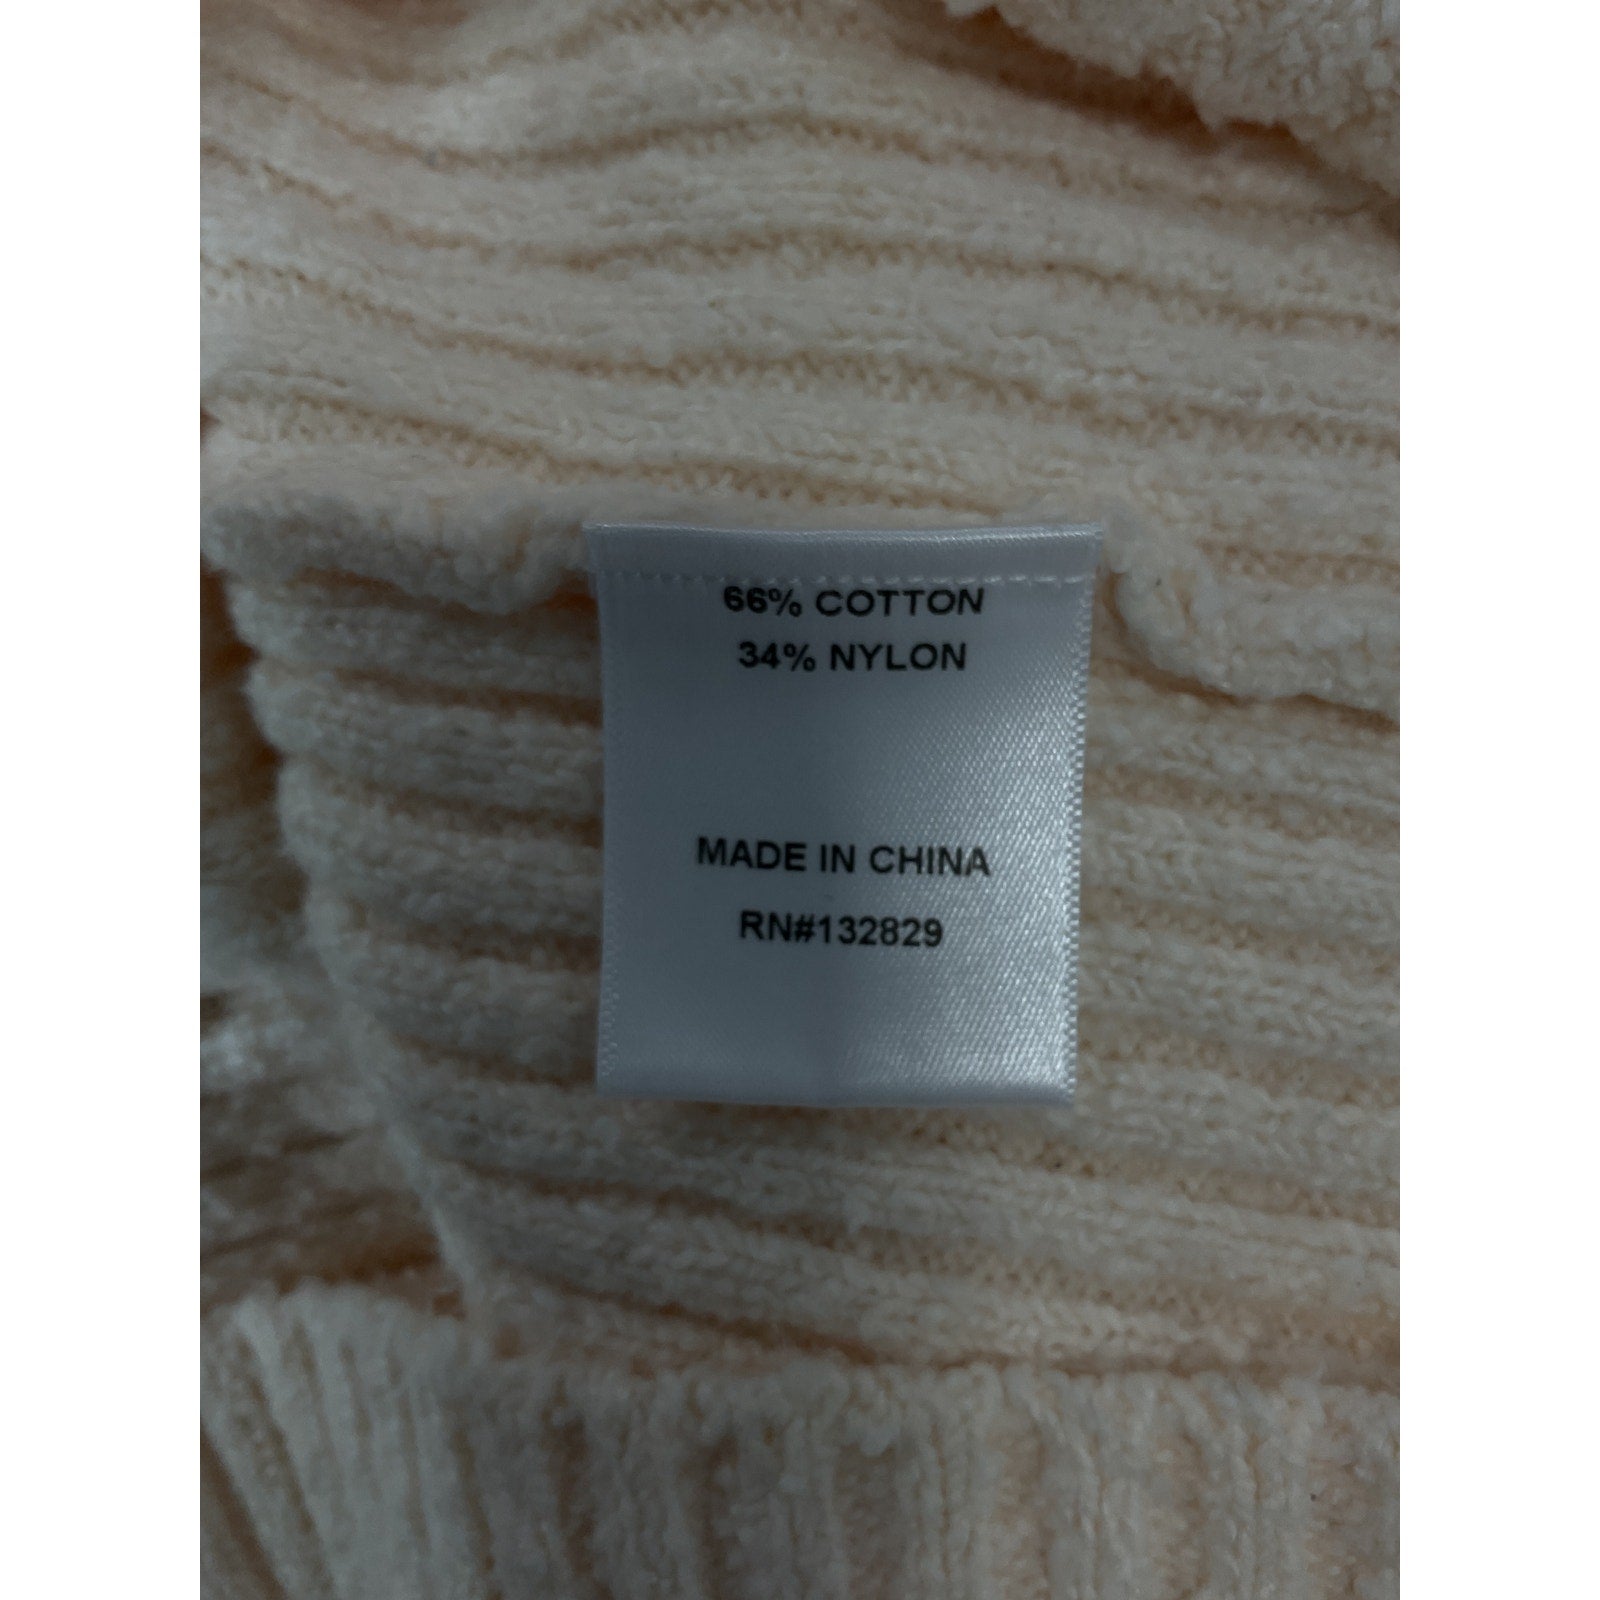 66% COTTON
34% NYLON
MADE IN CHINA
RN#132829